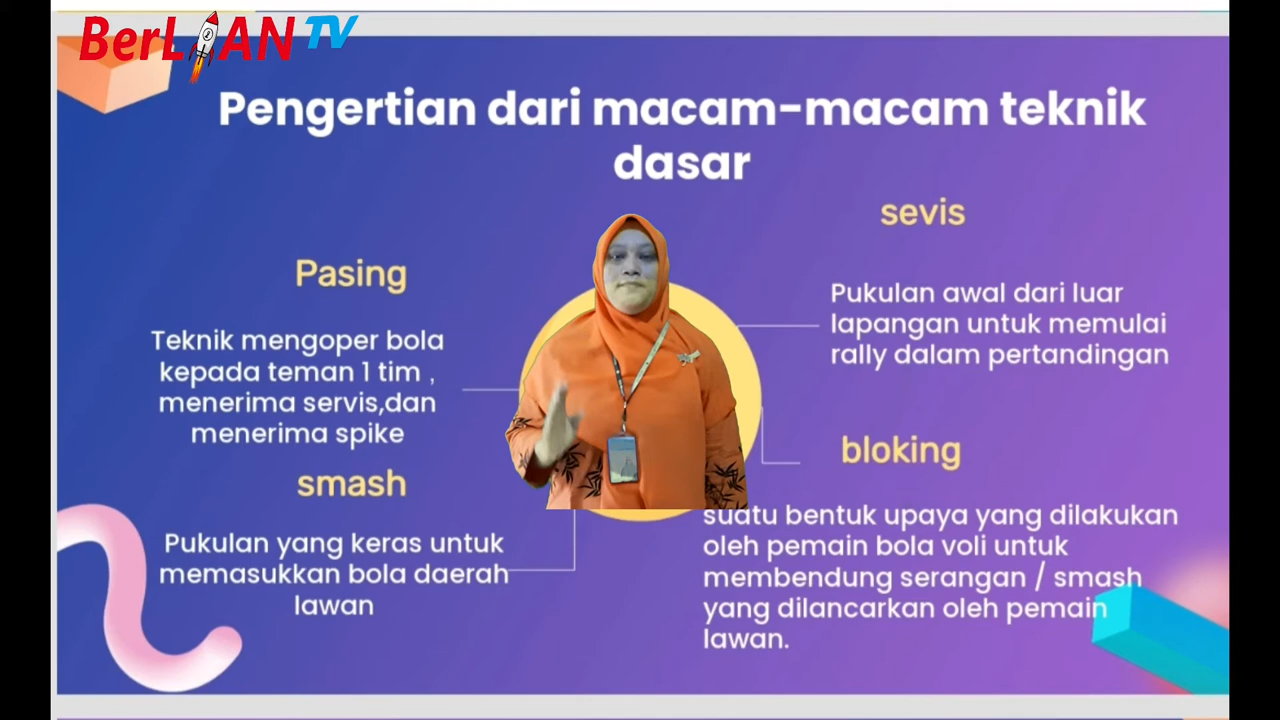 BerLIAN TV
Pengertian dari macam-macam teknik
dasar
sevis
Pasing
Pukulan awal dari luar
lapangan untuk memulai
rally dalam pertandingan
Teknik mengoper bola
kepada teman 1 tim ,
menerima servis,dan
menerima spike
bloking
smash
suatu bentuk upaya yang dilakukan
oleh pemain bola voli untuk
membendung serangan / smash
yang dilancarkan oleh pemain
lawan.
Pukulan yang keras untuk
memasukkan bola daerah
lawan